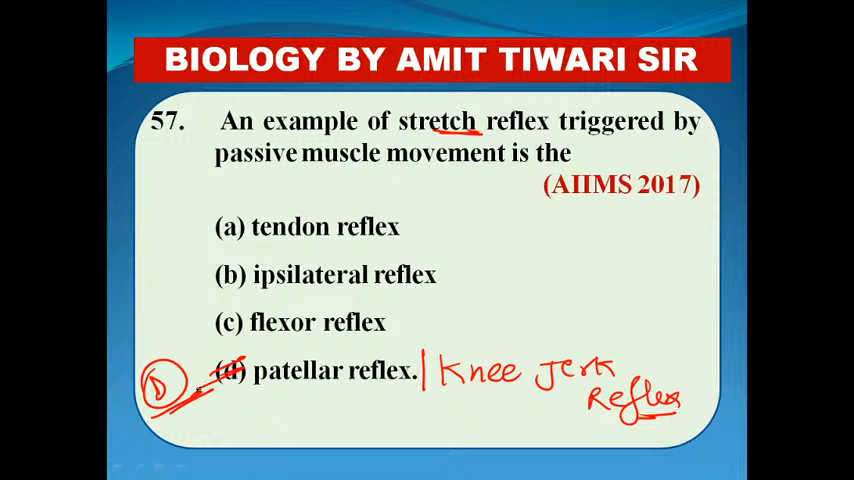 BIOLOGY BY AMIT TIWARI SIR
57. An example of stretch reflex triggered by
passive muscle movement is the
(AIIMS 2017)
(a) tendon reflex
(b) ipsilateral reflex
(c) flexor reflex
D (d) patellar reflex. | Knee Jerk
Reflex